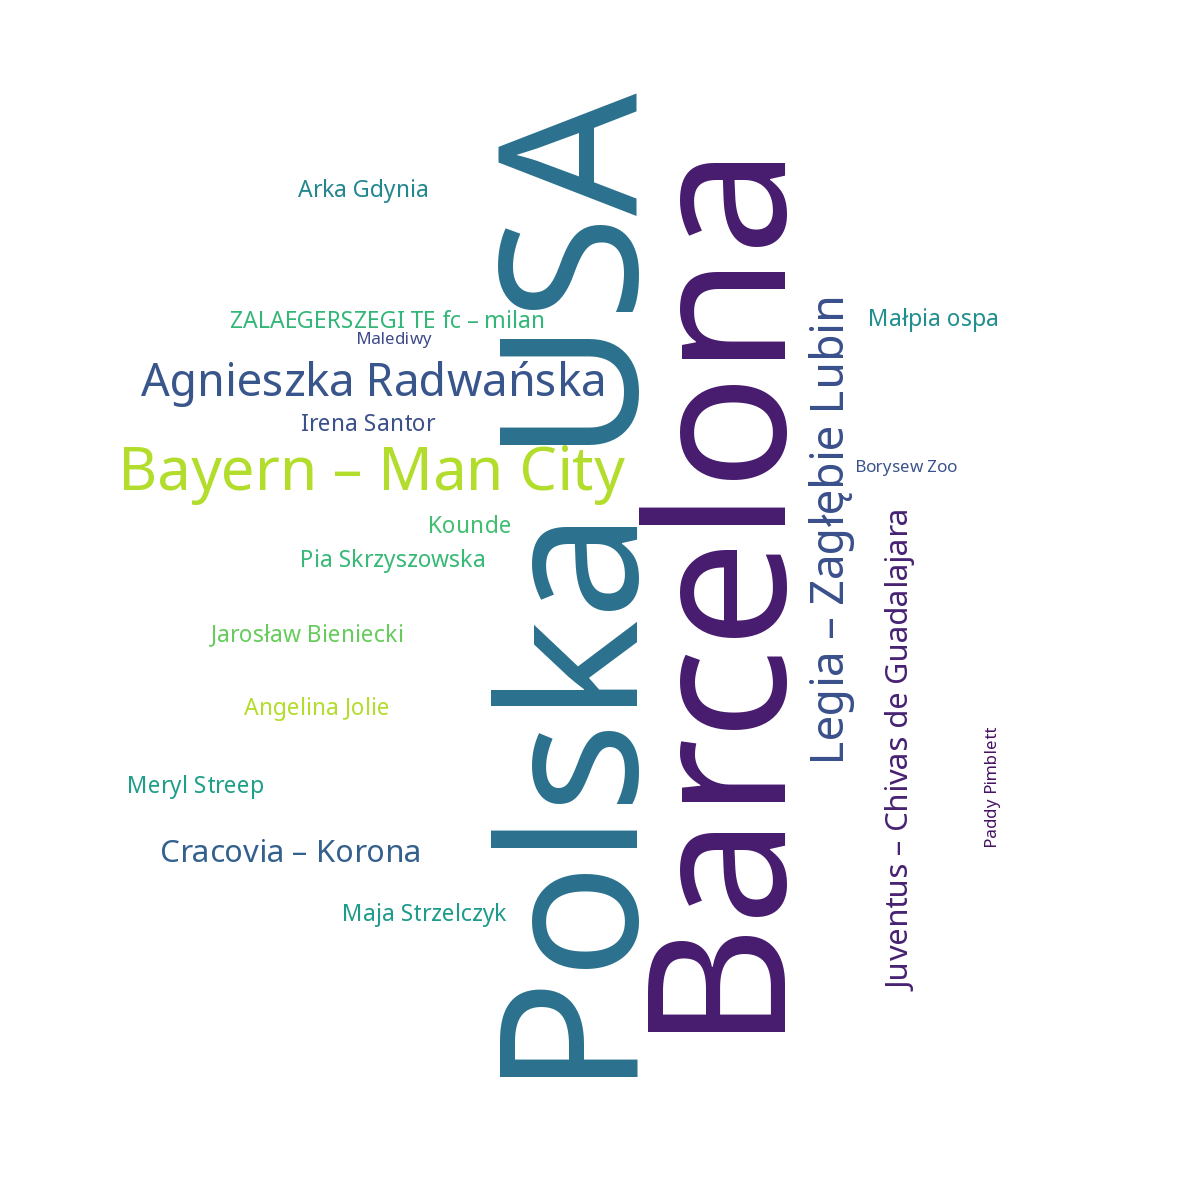 Arka Gdynia
ZALAEGERSZEGI TE fc – milan
Malediwy
Agnieszka Radwańska
Irena Santor
Bayern – Man City
Kounde
Pia Skrzyszowska
Jarosław Bieniecki
Angelina Jolie
Meryl Streep
Cracovia – Korona
Maja Strzelczyk
Polska USA
Barcelona
Legia – Zagłębie Lubin
Małpia ospa
Borysew Zoo
Juventus – Chivas de Guadalajara
Paddy Pimblett